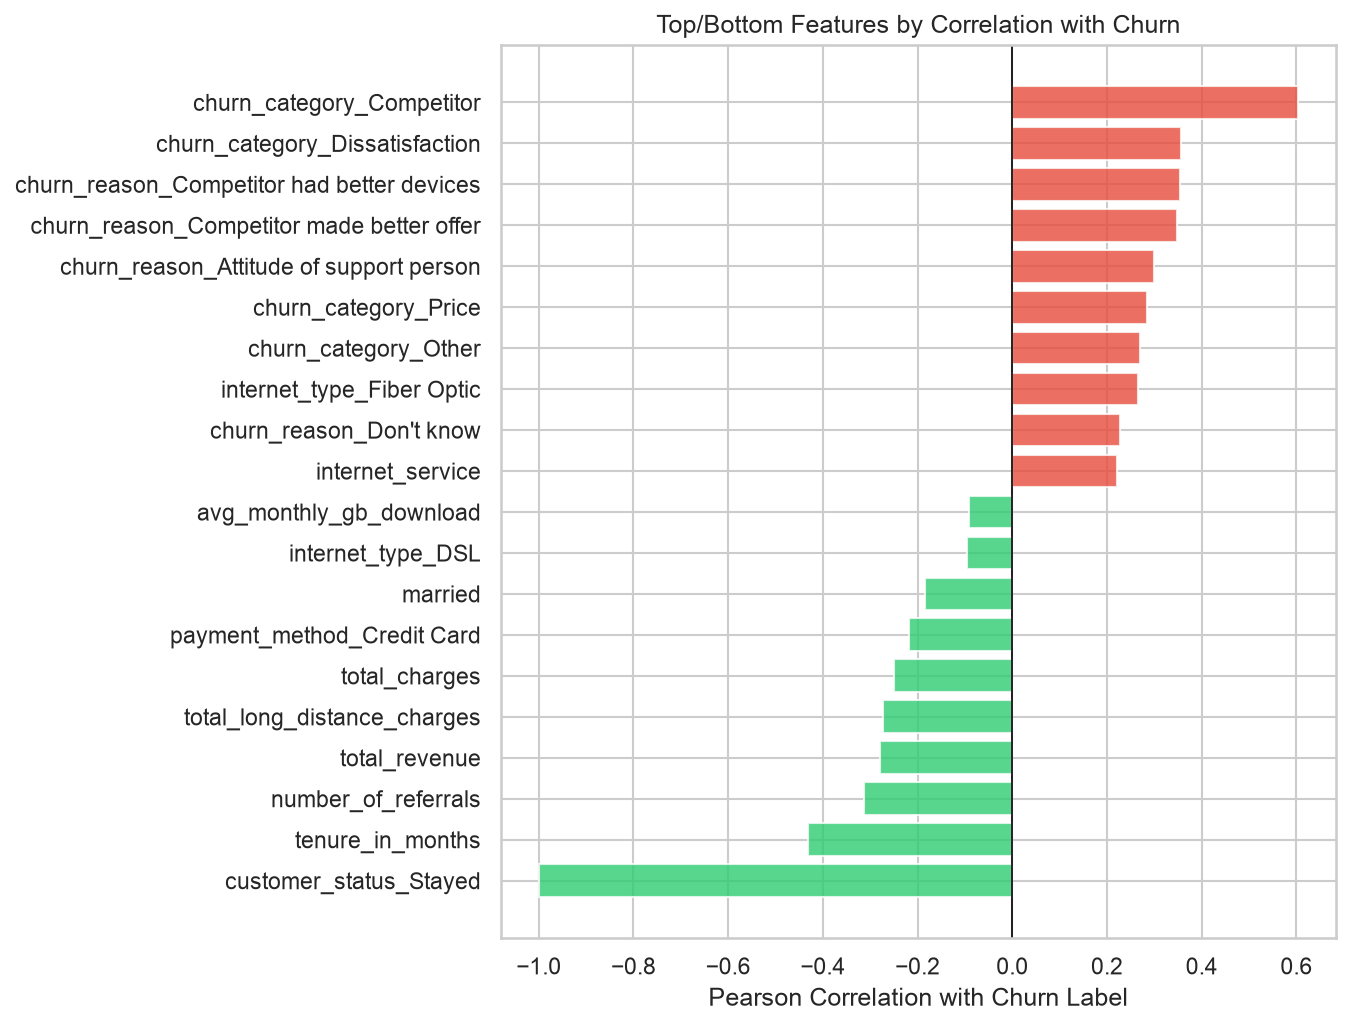 Top/Bottom Features by Correlation with Churn
churn_category_Competitor
churn_category_Dissatisfaction
churn_reason_Competitor had better devices
churn_reason_Competitor made better offer
churn_reason_Attitude of support person
churn_category_Price
churn_category_Other
internet_type_Fiber Optic
churn_reason_Don't know
internet_service
avg_monthly_gb_download
internet_type_DSL
married
payment_method_Credit Card
total_charges
total_long_distance_charges
total_revenue
number_of_referrals
tenure_in_months
customer_status_Stayed
−1.0 −0.8 −0.6 −0.4 −0.2 0.0 0.2 0.4 0.6
Pearson Correlation with Churn Label